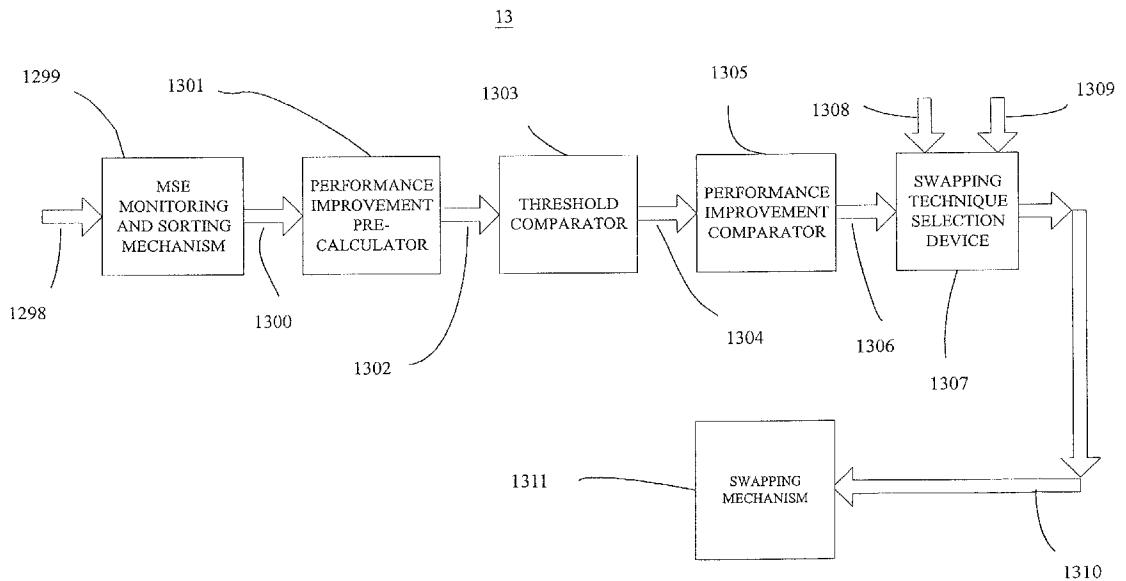 13
1299
1301
1303
1305
1308
1309
MSE
MONITORING
AND SORTING
MECHANISM
PERFORMANCE
IMPROVEMENT
PRE-
CALCULATOR
THRESHOLD
COMPARATOR
PERFORMANCE
IMPROVEMENT
COMPARATOR
SWAPPING
TECHNIQUE
SELECTION
DEVICE
1298
1300
1302
1304
1306
1307
1311
SWAPPING
MECHANISM
1310